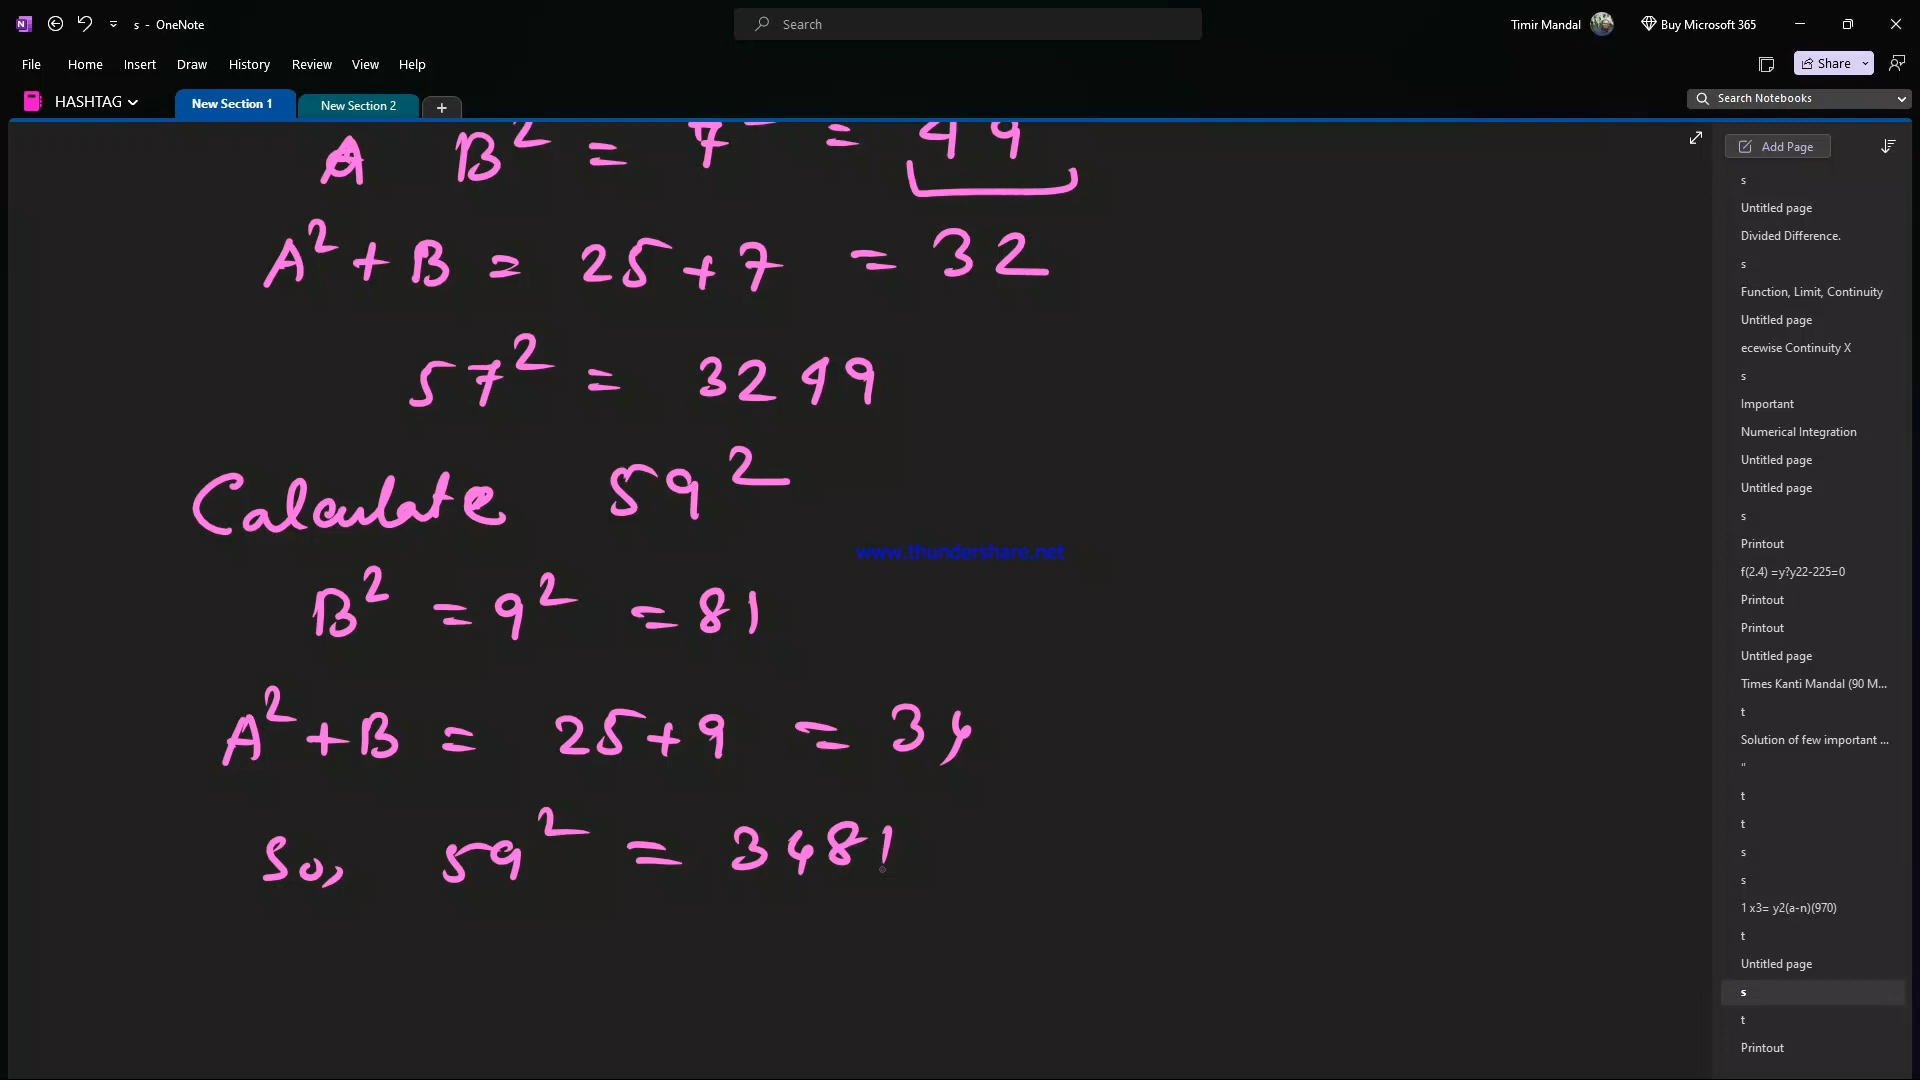 s - OneNote
Search
Timir Mandal
Buy Microsoft 365
File Home Insert Draw History Review View Help
Share
HASHTAG
New Section 1
New Section 2
+
Search Notebooks
A B² = 7² = 49
A² + B = 25 + 7 = 32
57² = 3249
Calculate 59²
www.thundershare.net
B² = 9² = 81
A² + B = 25 + 9 = 34
So, 59² = 3481
Add Page
s
Untitled page
Divided Difference.
s
Function, Limit, Continuity
Untitled page
ecewise Continuity X
s
Important
Numerical Integration
Untitled page
Untitled page
s
Printout
f(2.4) =y?y22-225=0
Printout
Printout
Untitled page
Times Kanti Mandal (90 M...
t
Solution of few important ...
"
t
t
s
s
1 x3= y2(a-n)(970)
t
Untitled page
s
t
Printout